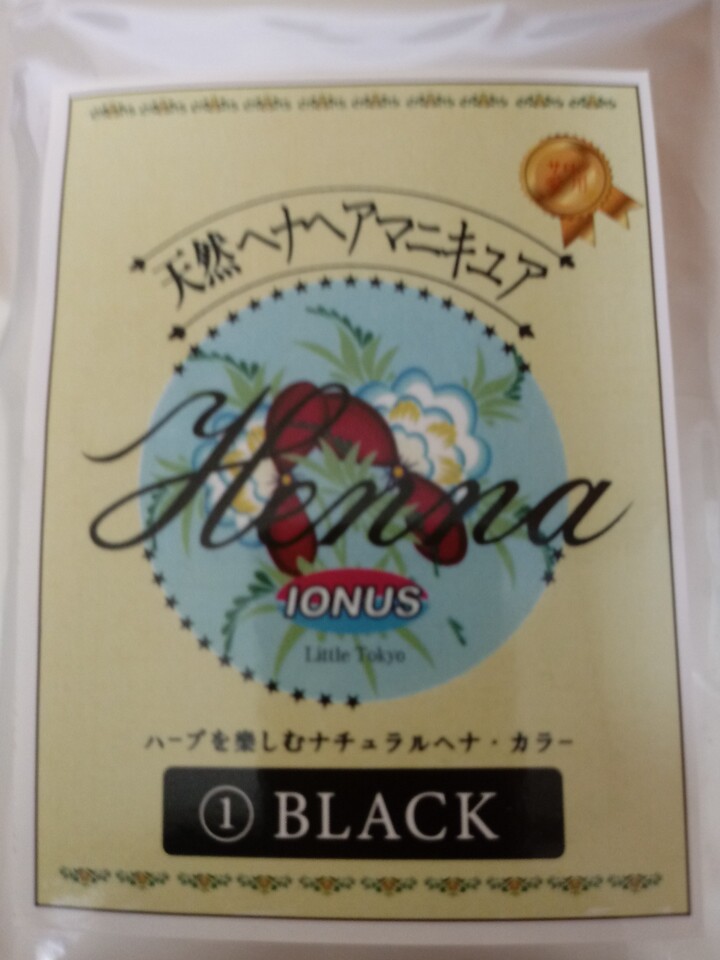 天然ヘナヘアマニキュア
Henna
IONUS
Little Tokyo
ハーブを楽しむナチュラルヘナ・カラー
① BLACK